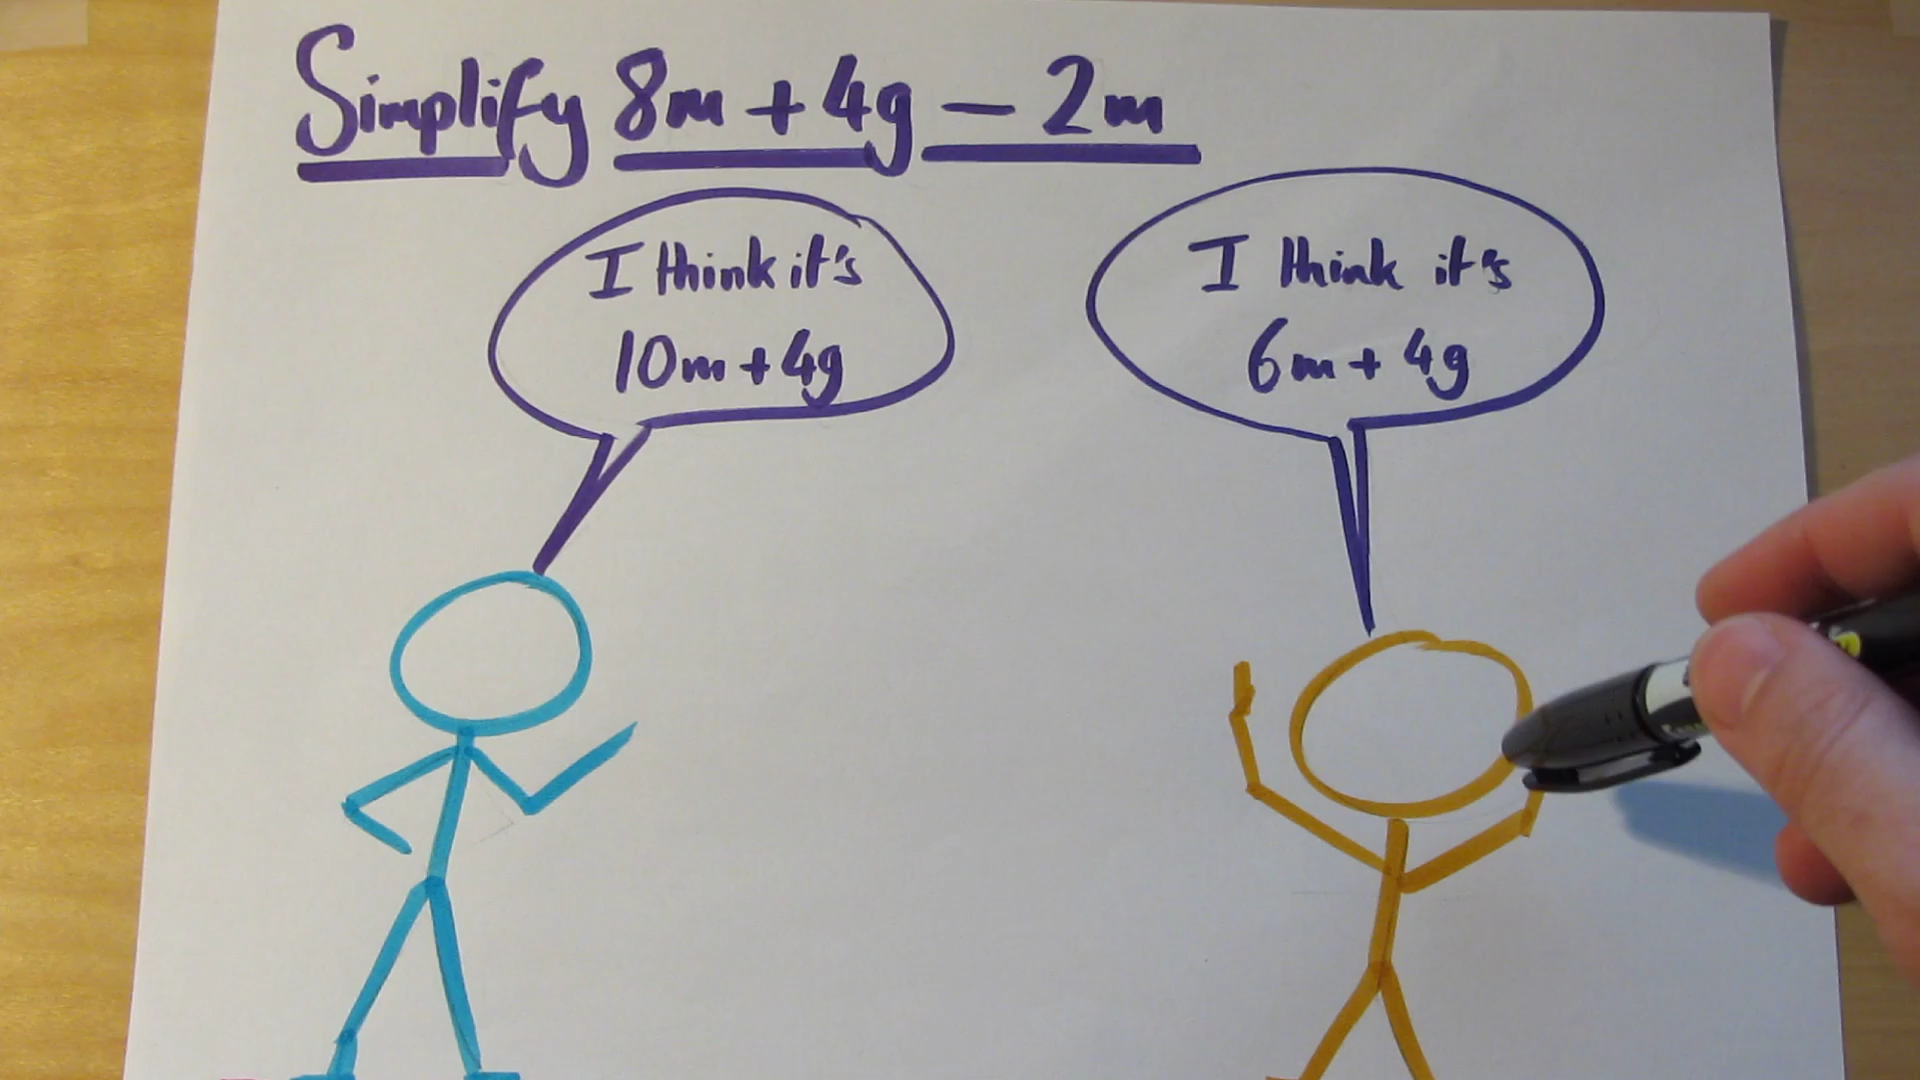 Simplify 8m + 4g - 2m
I think it's
10m + 4g
I think it's
6m + 4g